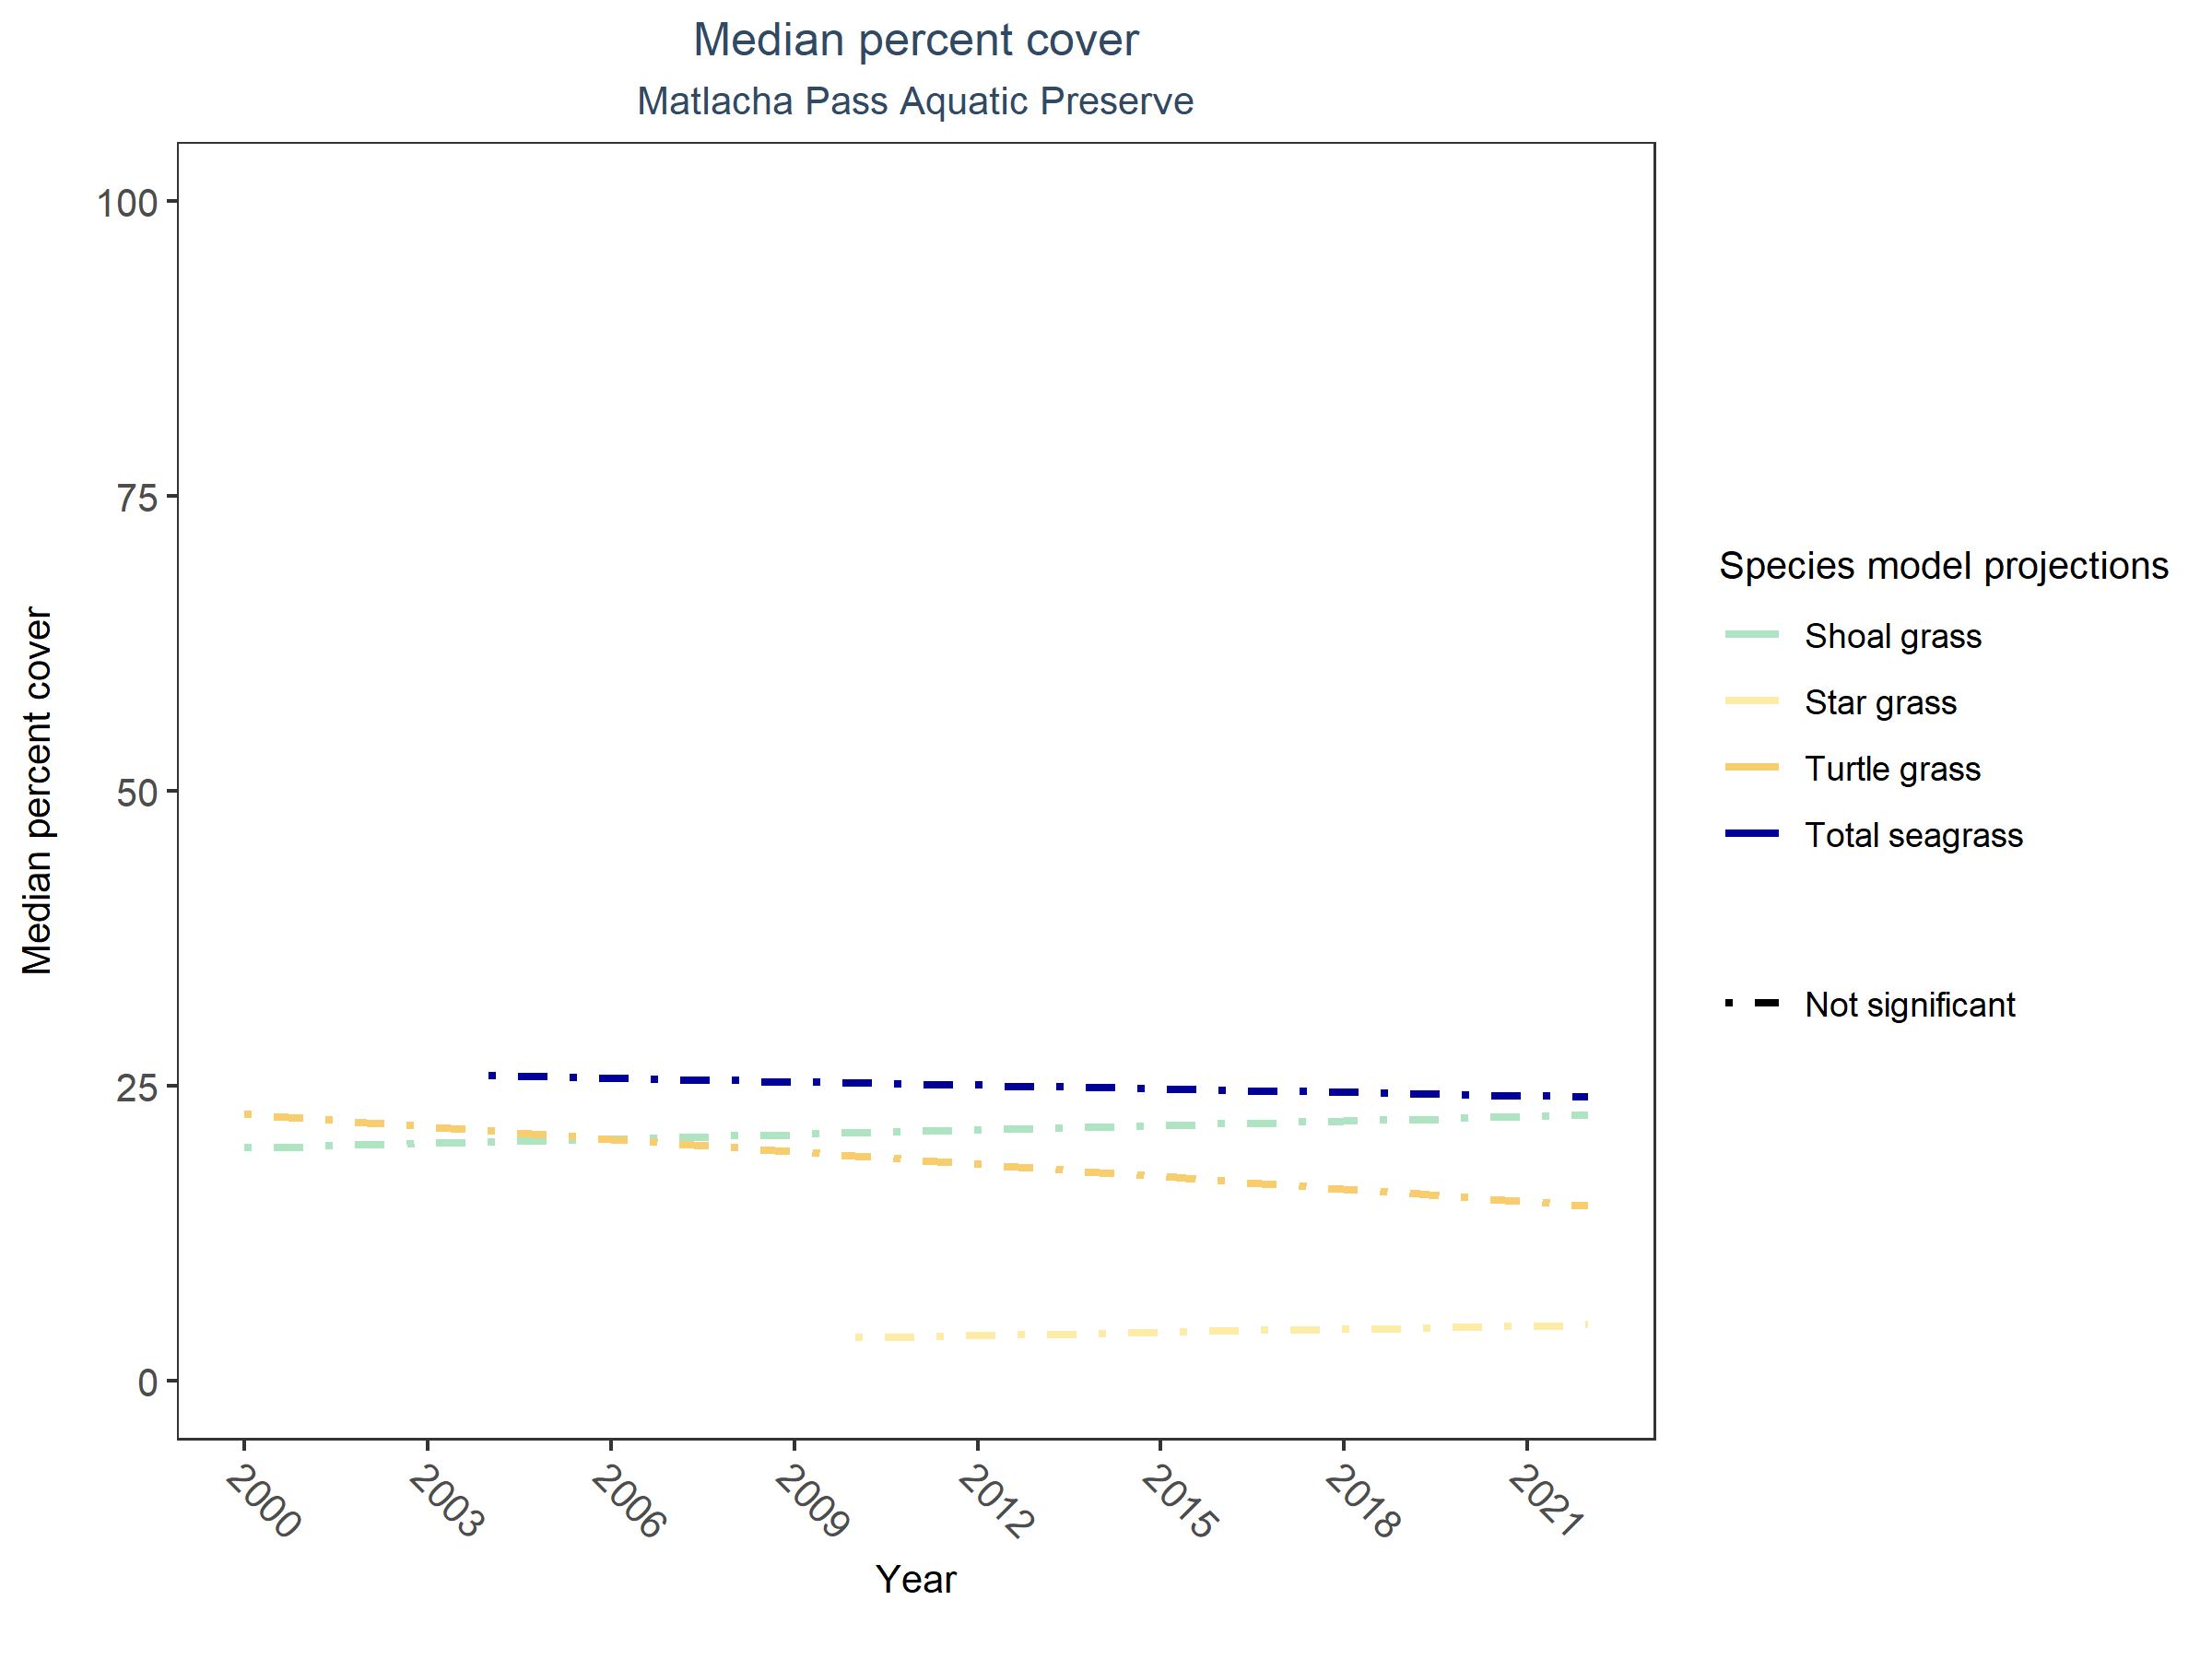 Median percent cover
Matlacha Pass Aquatic Preserve
100
75
50
25
0
Median percent cover
2000
2003
2006
2009
2012
2015
2018
2021
Year
Species model projections
Shoal grass
Star grass
Turtle grass
Total seagrass
Not significant